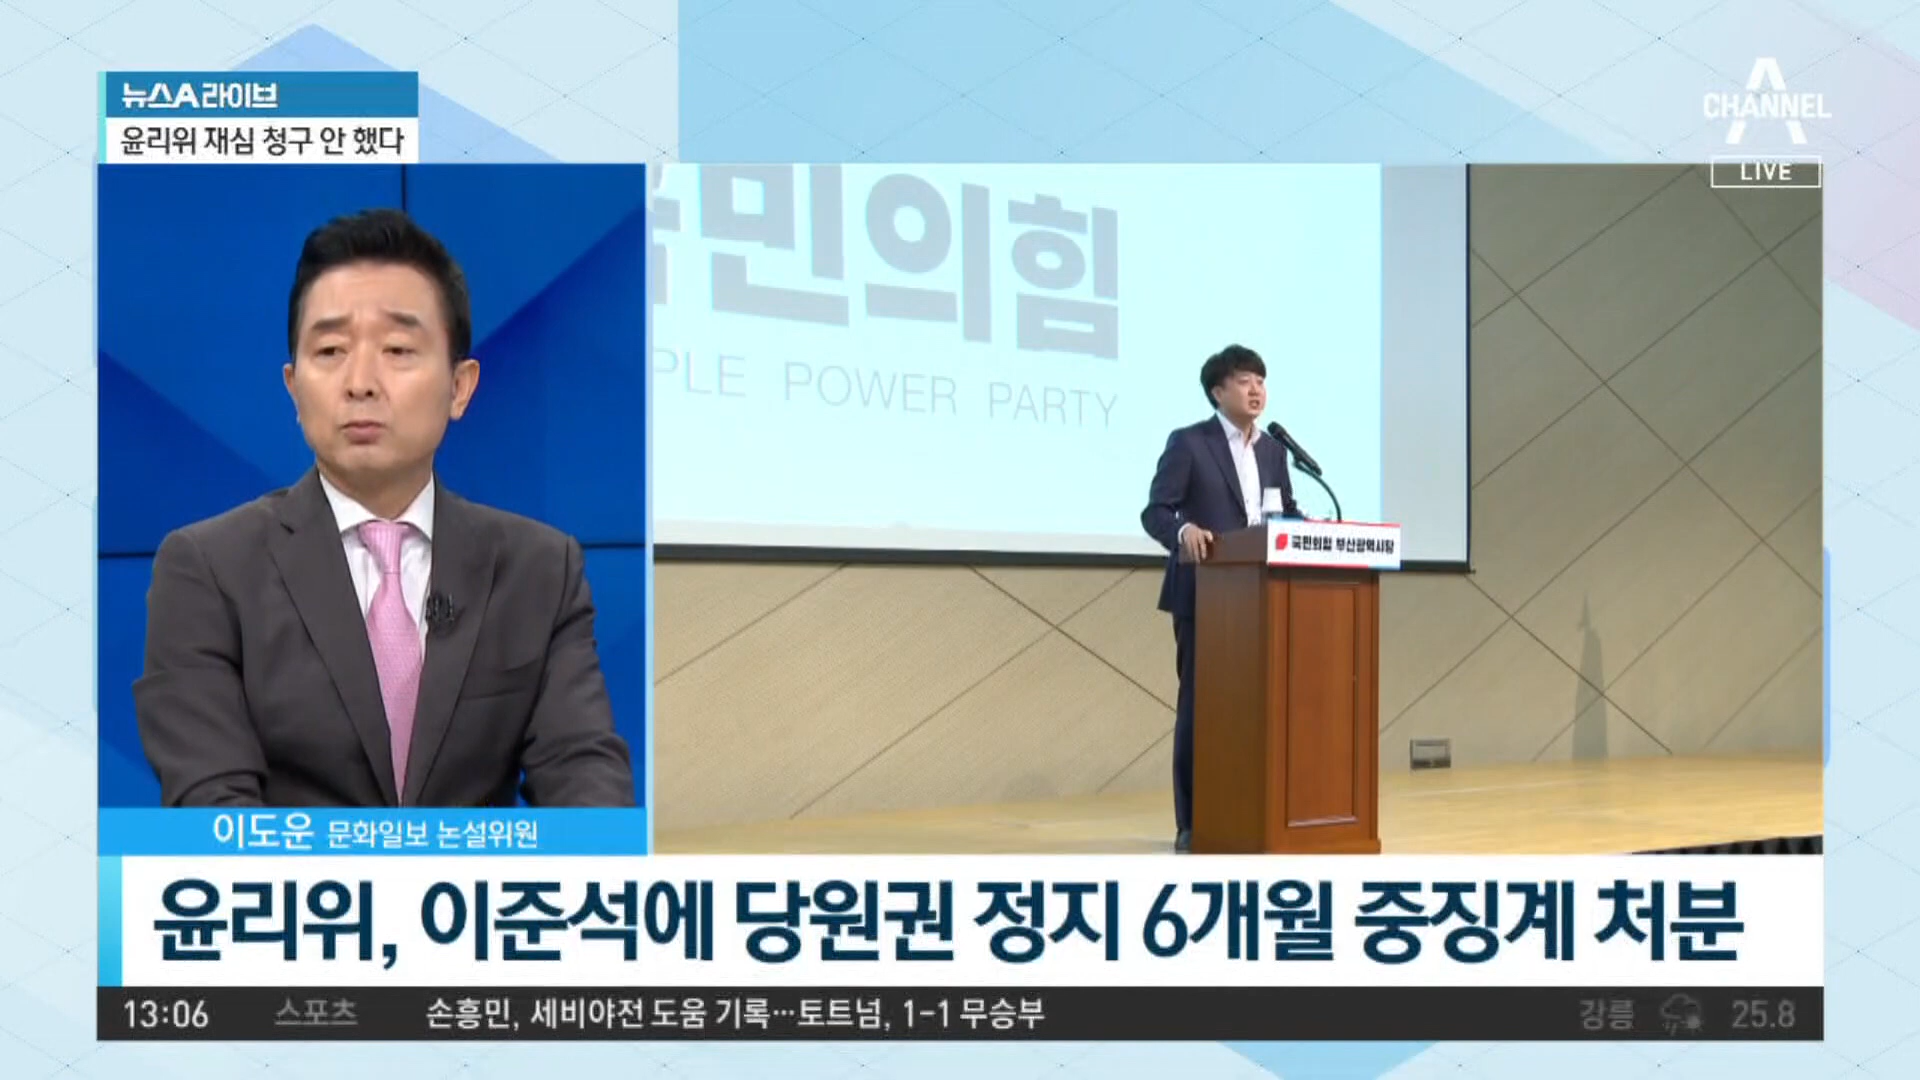 뉴스A 라이브
윤리위 재심 청구 안 했다
CHANNEL A
LIVE
국민의힘
PLE POWER PARTY
국민의힘 부산광역시당
이도운 문화일보 논설위원
윤리위, 이준석에 당원권 정지 6개월 중징계 처분
13:06 스포츠 손흥민, 세비야전 도움 기록…토트넘, 1-1 무승부 강릉 25.8